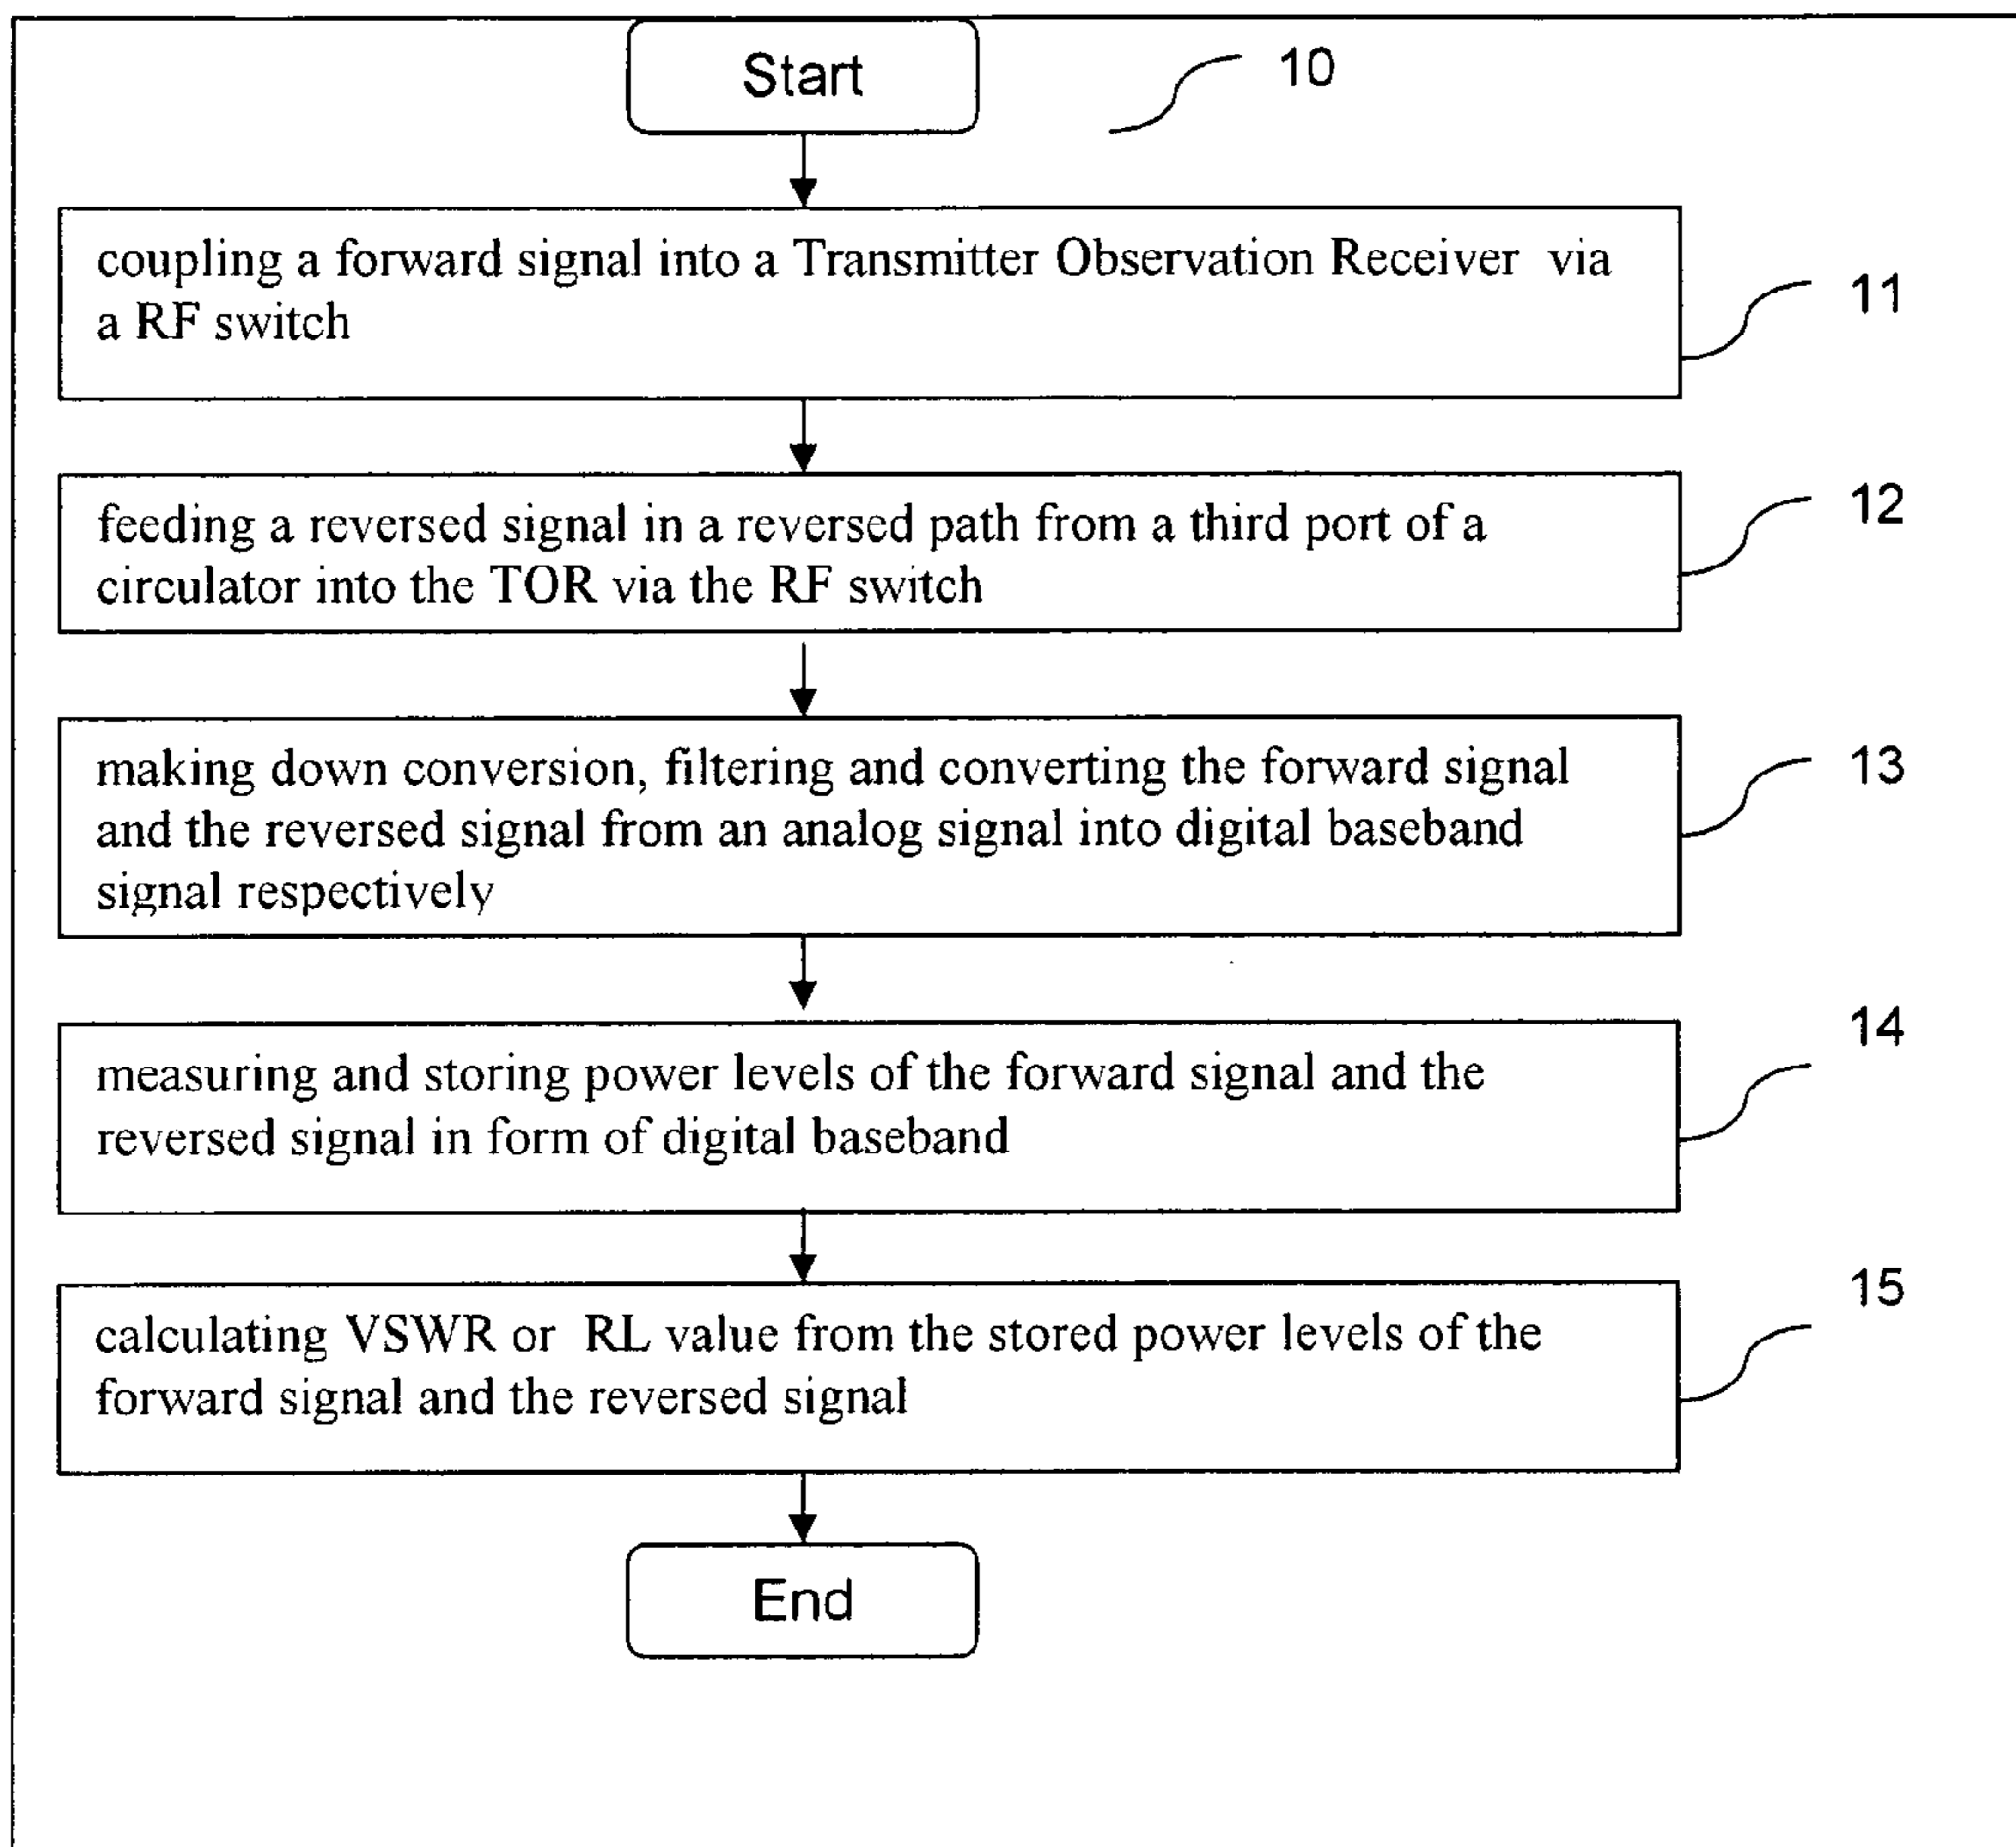 Start
10
coupling a forward signal into a Transmitter Observation Receiver via
a RF switch
11
feeding a reversed signal in a reversed path from a third port of a
circulator into the TOR via the RF switch
12
making down conversion, filtering and converting the forward signal
and the reversed signal from an analog signal into digital baseband
signal respectively
13
measuring and storing power levels of the forward signal and the
reversed signal in form of digital baseband
14
calculating VSWR or RL value from the stored power levels of the
forward signal and the reversed signal
15
End